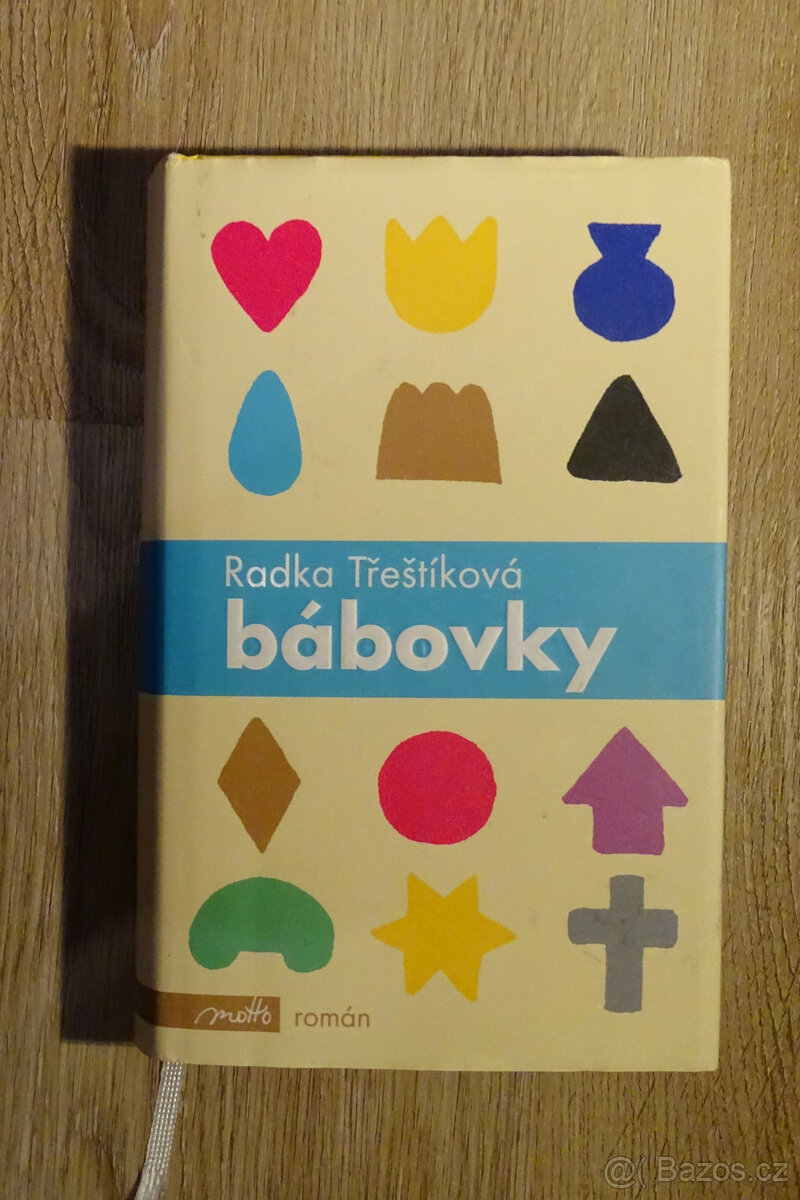 Radka Třeštíková
bábovky
motto román
@( Bazos.cz